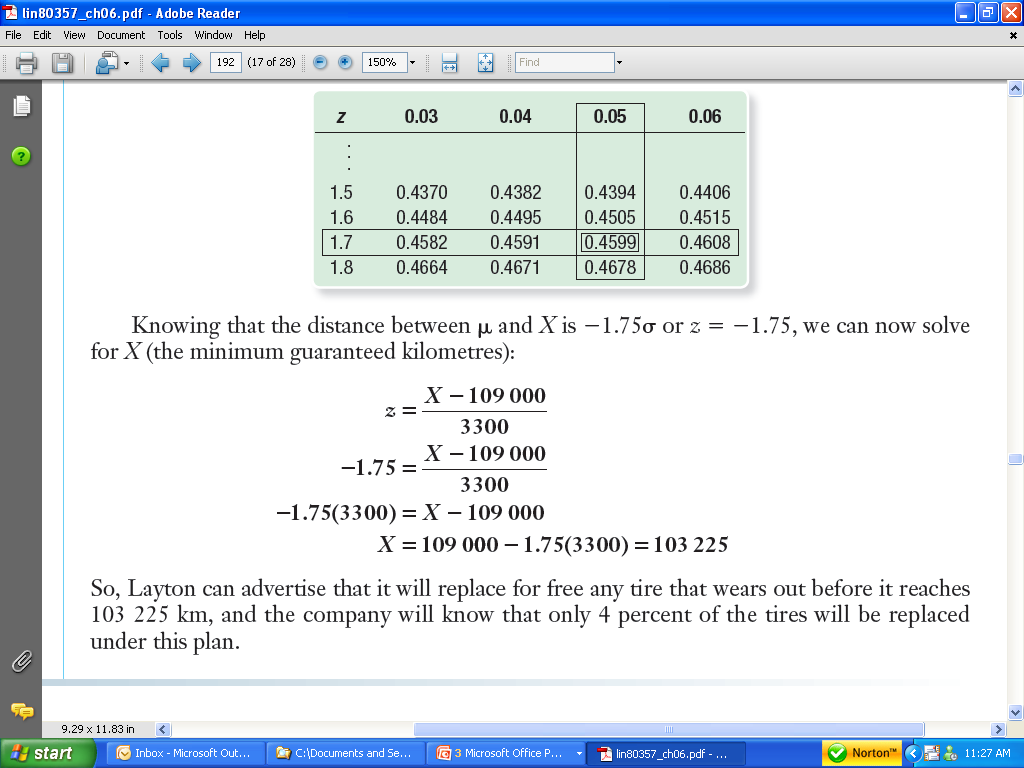 lin80357_ch06.pdf - Adobe Reader
File Edit View Document Tools Window Help
192 (17 of 28) 150% Find
z 0.03 0.04 0.05 0.06
1.5 0.4370 0.4382 0.4394 0.4406
1.6 0.4484 0.4495 0.4505 0.4515
1.7 0.4582 0.4591 0.4599 0.4608
1.8 0.4664 0.4671 0.4678 0.4686
Knowing that the distance between μ and X is −1.75σ or z = −1.75, we can now solve
for X (the minimum guaranteed kilometres):
z = X − 109 000
3300
−1.75 = X − 109 000
3300
−1.75(3300) = X − 109 000
X = 109 000 − 1.75(3300) = 103 225
So, Layton can advertise that it will replace for free any tire that wears out before it reaches
103 225 km, and the company will know that only 4 percent of the tires will be replaced
under this plan.
9.29 x 11.83 in
start Inbox - Microsoft Out... C:\Documents and Se... 3 Microsoft Office P... lin80357_ch06.pdf - ... Norton™ 11:27 AM